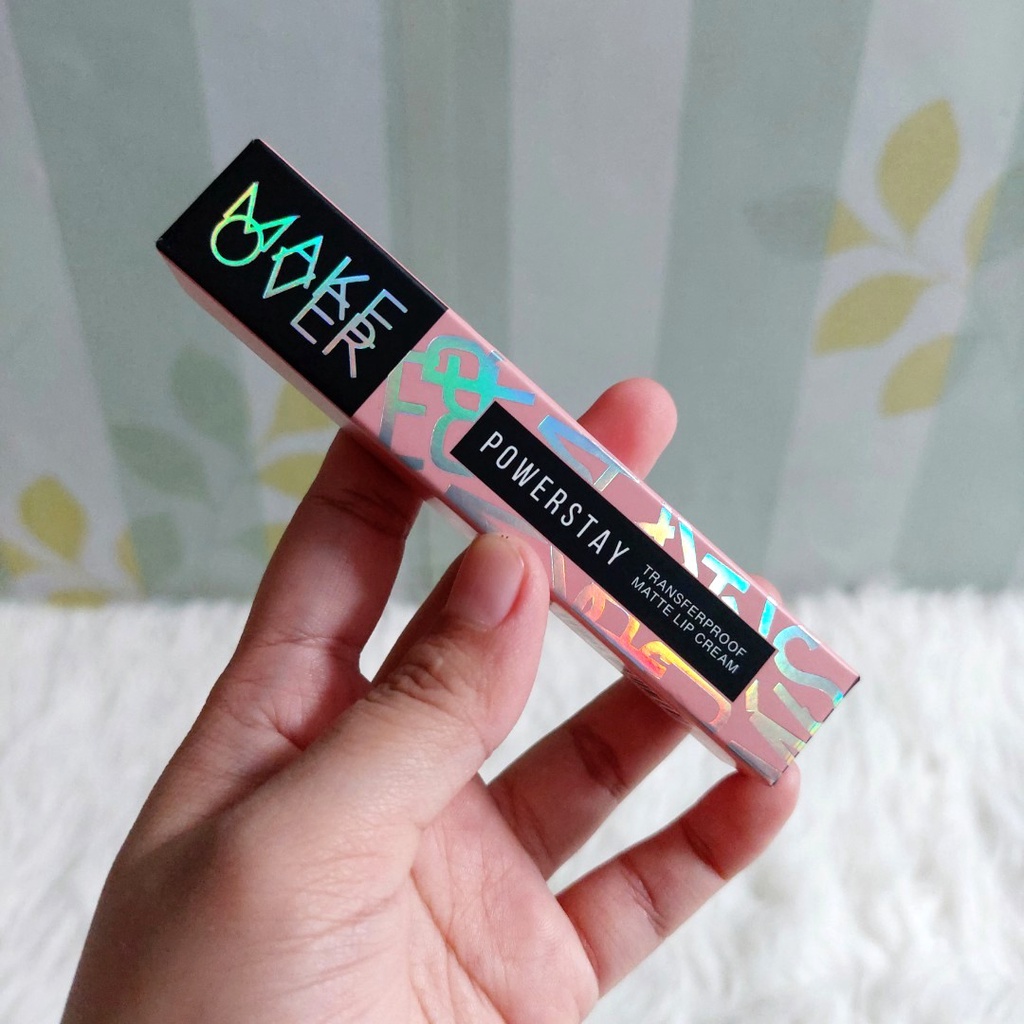 MAKE
OVER
POWERSTAY
TRANSFERPROOF
MATTE LIP CREAM